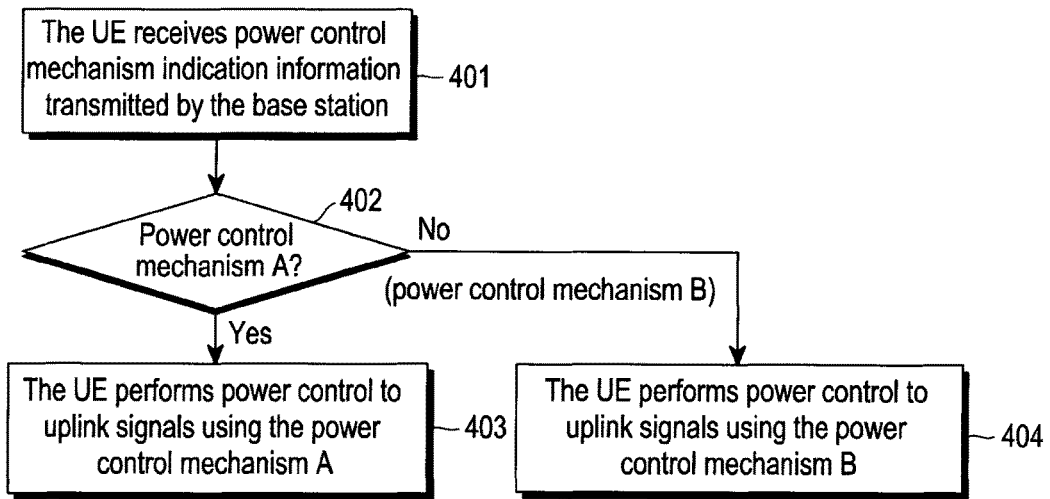 The UE receives power control
mechanism indication information
transmitted by the base station
401
402
Power control
mechanism A?
No
(power control mechanism B)
Yes
The UE performs power control to
uplink signals using the power
control mechanism A
403
The UE performs power control to
uplink signals using the power
control mechanism B
404